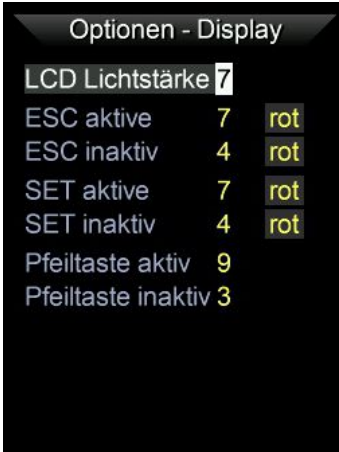 Optionen - Display
LCD Lichtstärke 7
ESC aktive 7 rot
ESC inaktiv 4 rot
SET aktive 7 rot
SET inaktiv 4 rot
Pfeiltaste aktiv 9
Pfeiltaste inaktiv 3